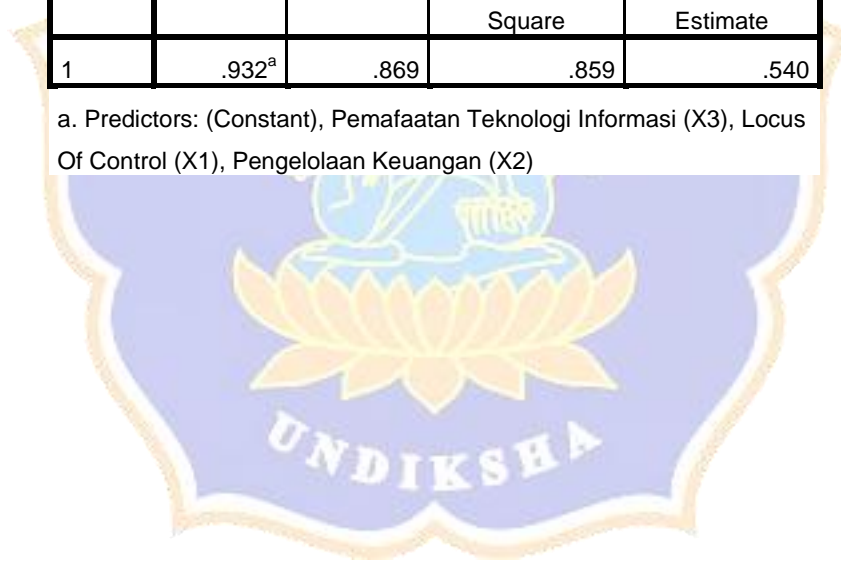 Square Estimate
1 .932a .869 .859 .540
a. Predictors: (Constant), Pemafaatan Teknologi Informasi (X3), Locus
Of Control (X1), Pengelolaan Keuangan (X2)
UNDIKSHA